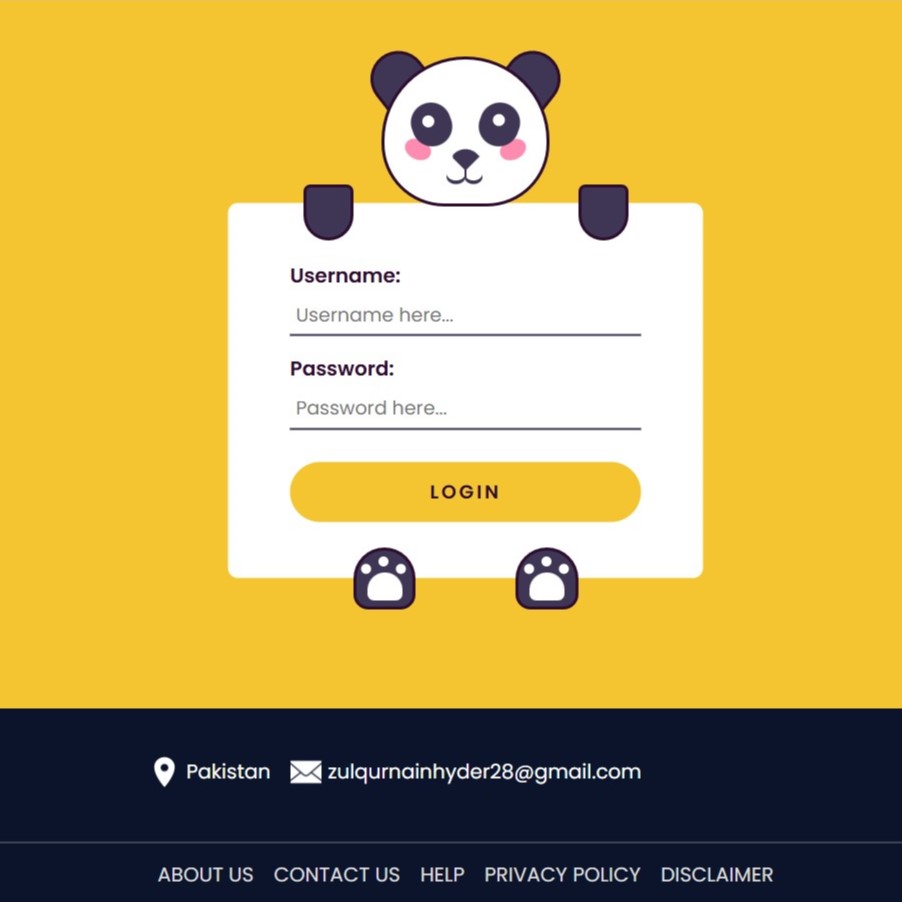 Username:
Username here...
Password:
Password here...
LOGIN
Pakistan zulqurnainhyder28@gmail.com
ABOUT US CONTACT US HELP PRIVACY POLICY DISCLAIMER